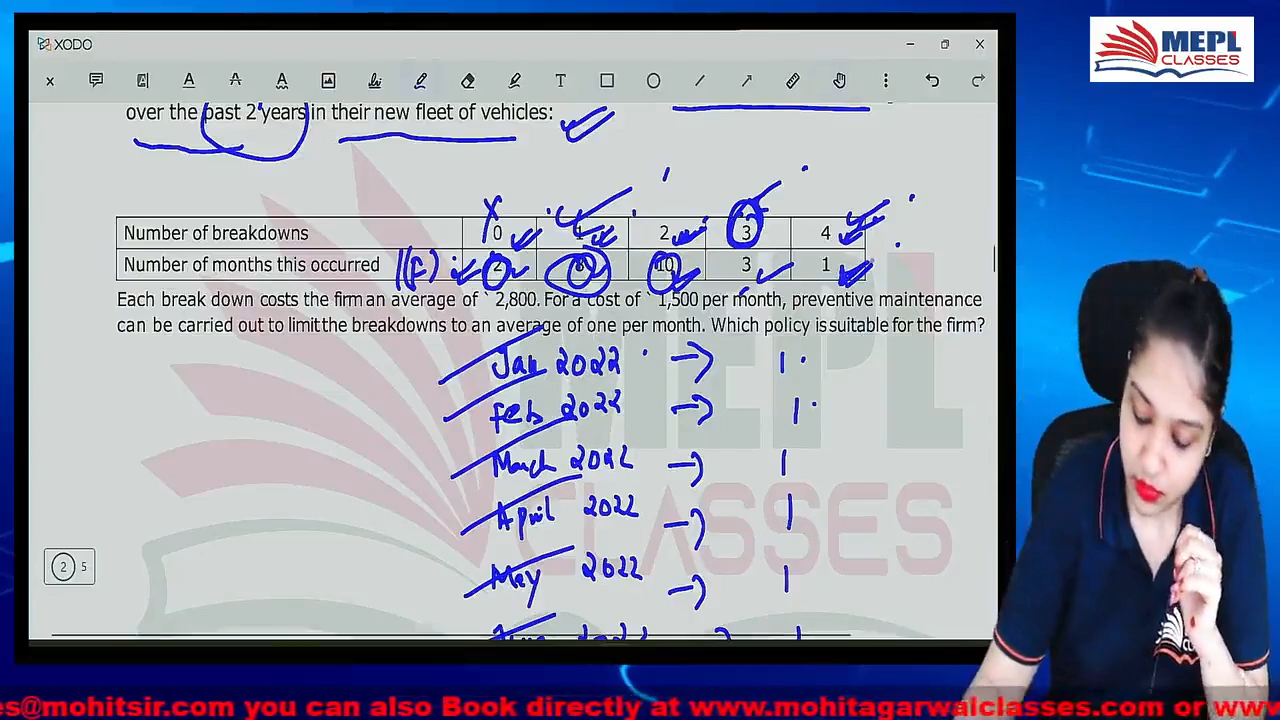 XODO
MEPL
CLASSES
over the past 2 years in their new fleet of vehicles:
X
Number of breakdowns 0 1 2 3 4
Number of months this occurred (f) 2 8 10 3 1
Each break down costs the firm an average of ` 2,800. For a cost of ` 1,500 per month, preventive maintenance
can be carried out to limit the breakdowns to an average of one per month. Which policy is suitable for the firm?
Jan 2022 → 1
Feb 2022 → 1
March 2022 → 1
April 2022 → 1
May 2022 → 1
2022 1
MEPL
CLASSES
2 5
es@mohitsir.com you can also Book directly at www.mohitagarwalclasses.com or www